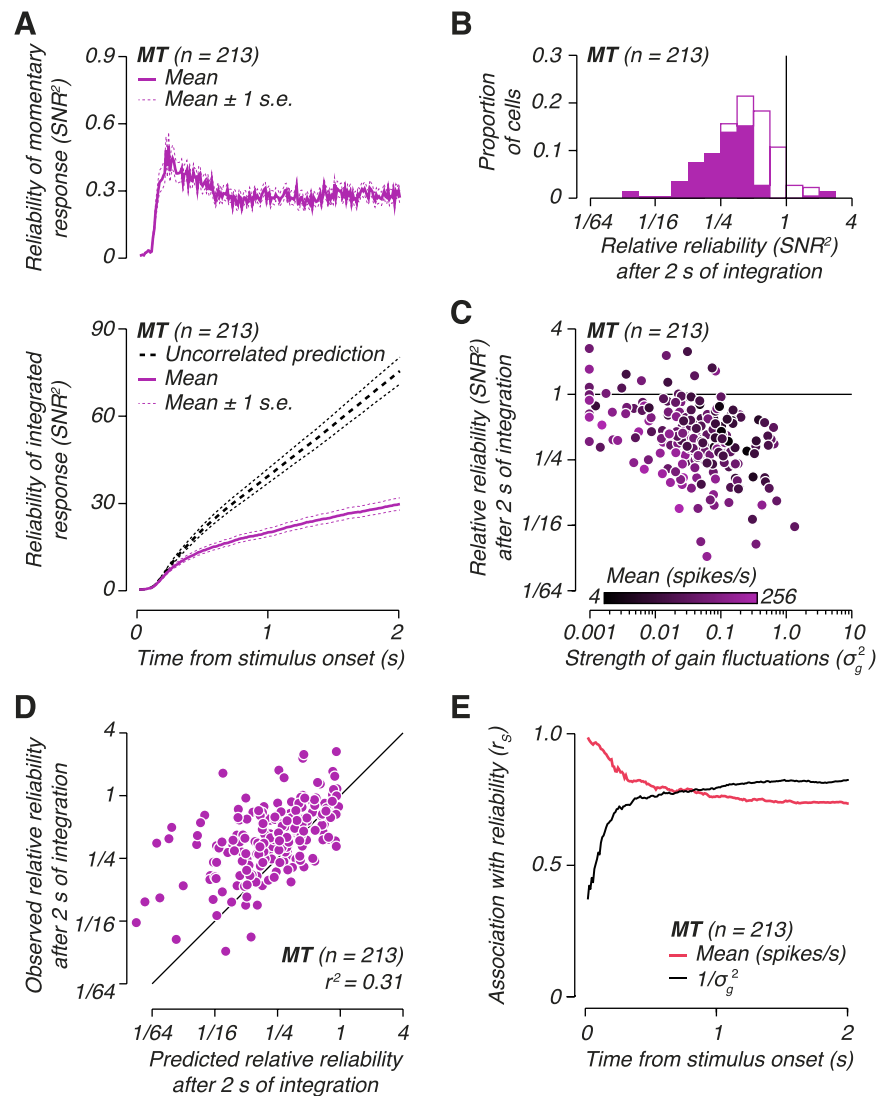 A
MT (n = 213)
Mean
Mean ± 1 s.e.
Reliability of momentary
response (SNR²)
0.9
0.6
0.3
0
MT (n = 213)
Uncorrelated prediction
Mean
Mean ± 1 s.e.
Reliability of integrated
response (SNR²)
90
60
30
0
0 1 2
Time from stimulus onset (s)
B
MT (n = 213)
Proportion
of cells
0.3
0.2
0.1
0
1/64 1/16 1/4 1 4
Relative reliability (SNR²)
after 2 s of integration
C
MT (n = 213)
Relative reliability (SNR²)
after 2 s of integration
4
1
1/4
1/16
1/64
Mean (spikes/s)
4 256
0.001 0.01 0.1 1.0 10
Strength of gain fluctuations (σg²)
D
Observed relative reliability
after 2 s of integration
4
1
1/4
1/16
1/64
MT (n = 213)
r² = 0.31
1/64 1/16 1/4 1 4
Predicted relative reliability
after 2 s of integration
E
Association with reliability (rS)
1.0
0.5
0
MT (n = 213)
Mean (spikes/s)
1/σg²
0 1 2
Time from stimulus onset (s)